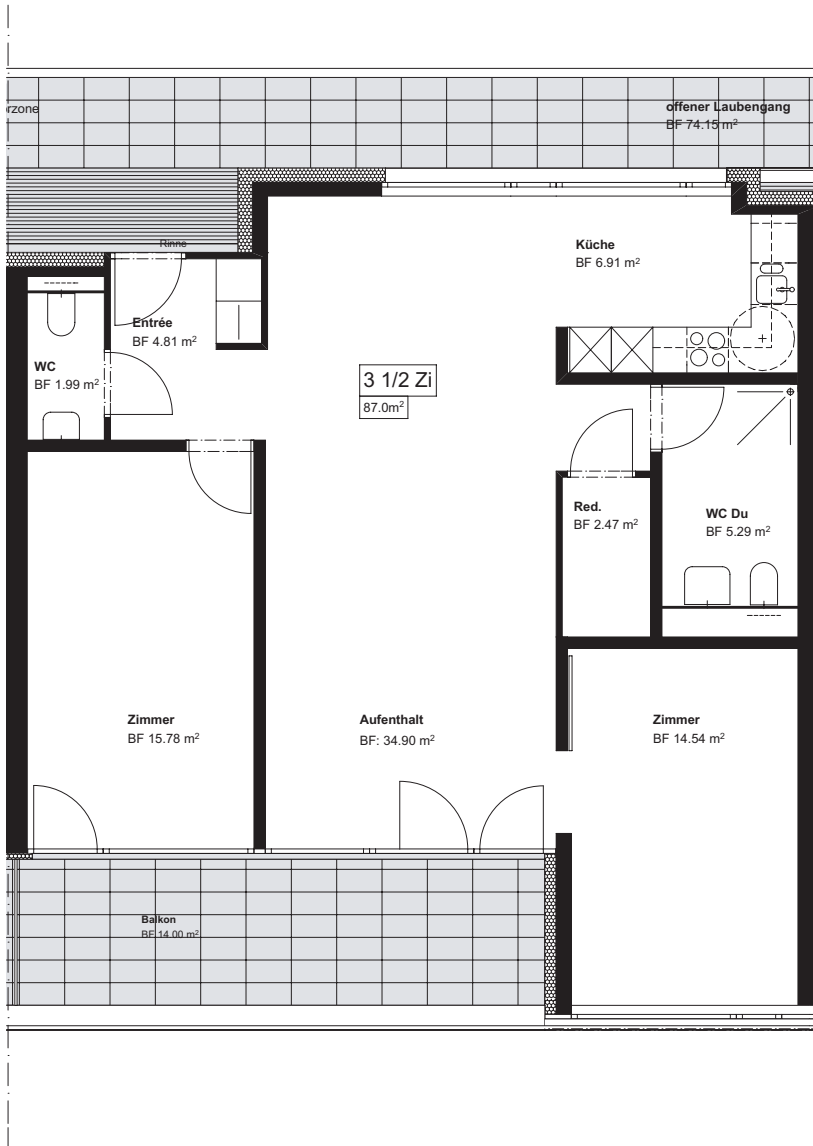 rzone
offener Laubengang
BF 74.15 m²
Rinne
Küche
BF 6.91 m²
Entrée
BF 4.81 m²
WC
BF 1.99 m²
3 1/2 Zi
87.0m²
Red.
BF 2.47 m²
WC Du
BF 5.29 m²
Zimmer
BF 15.78 m²
Aufenthalt
BF: 34.90 m²
Zimmer
BF 14.54 m²
Balkon
BF 14.00 m²